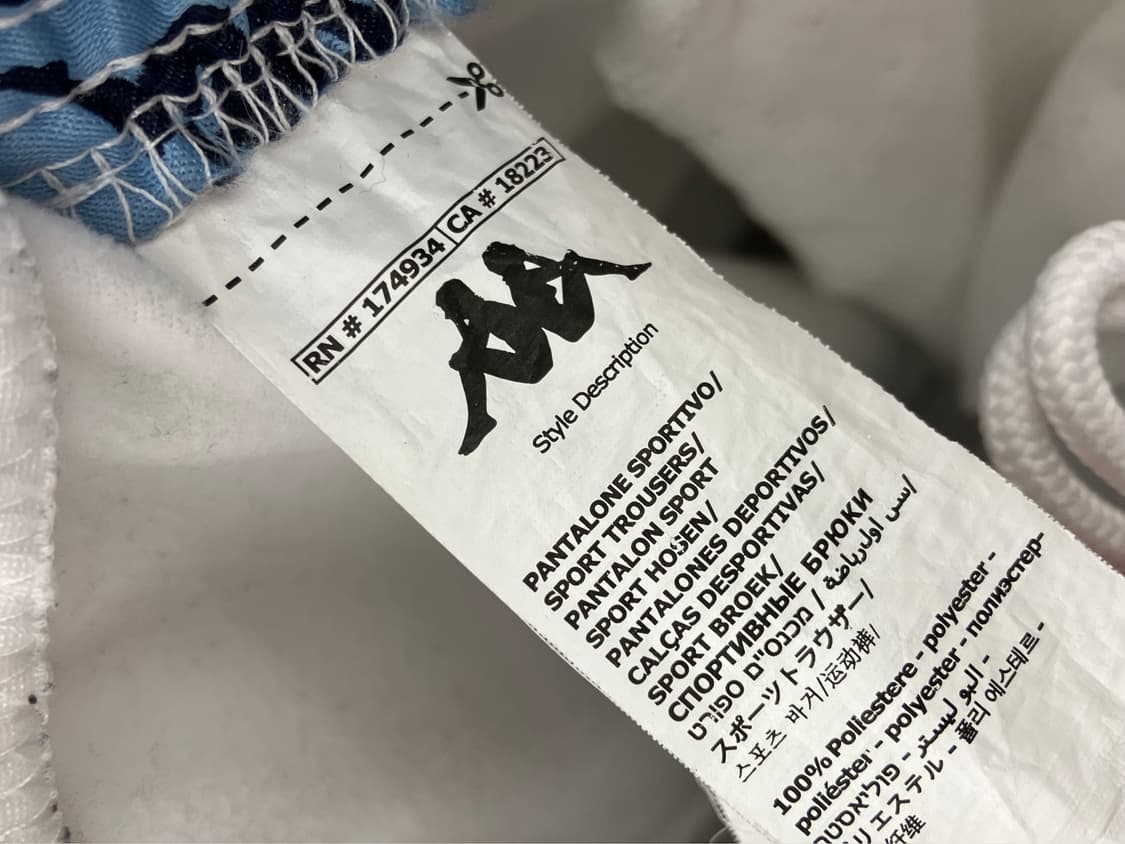 RN # 174934 CA # 18223
Style Description
PANTALONE SPORTIVO/
SPORT TROUSERS/
PANTALON SPORT
SPORT HOSEN/
PANTALONES DEPORTIVOS/
CALÇAS DESPORTIVAS/
SPORT BROEK/
СПОРТИВНЫЕ БРЮКИ
מכנסיים ספורט /
スポーツトラウザー/
스포츠 바지/运动裤/
100% Poliestere - polyester -
poliéster - polyester - полиэстер-
البوليستر -
エステル - 폴리 에스테르 -
纤维